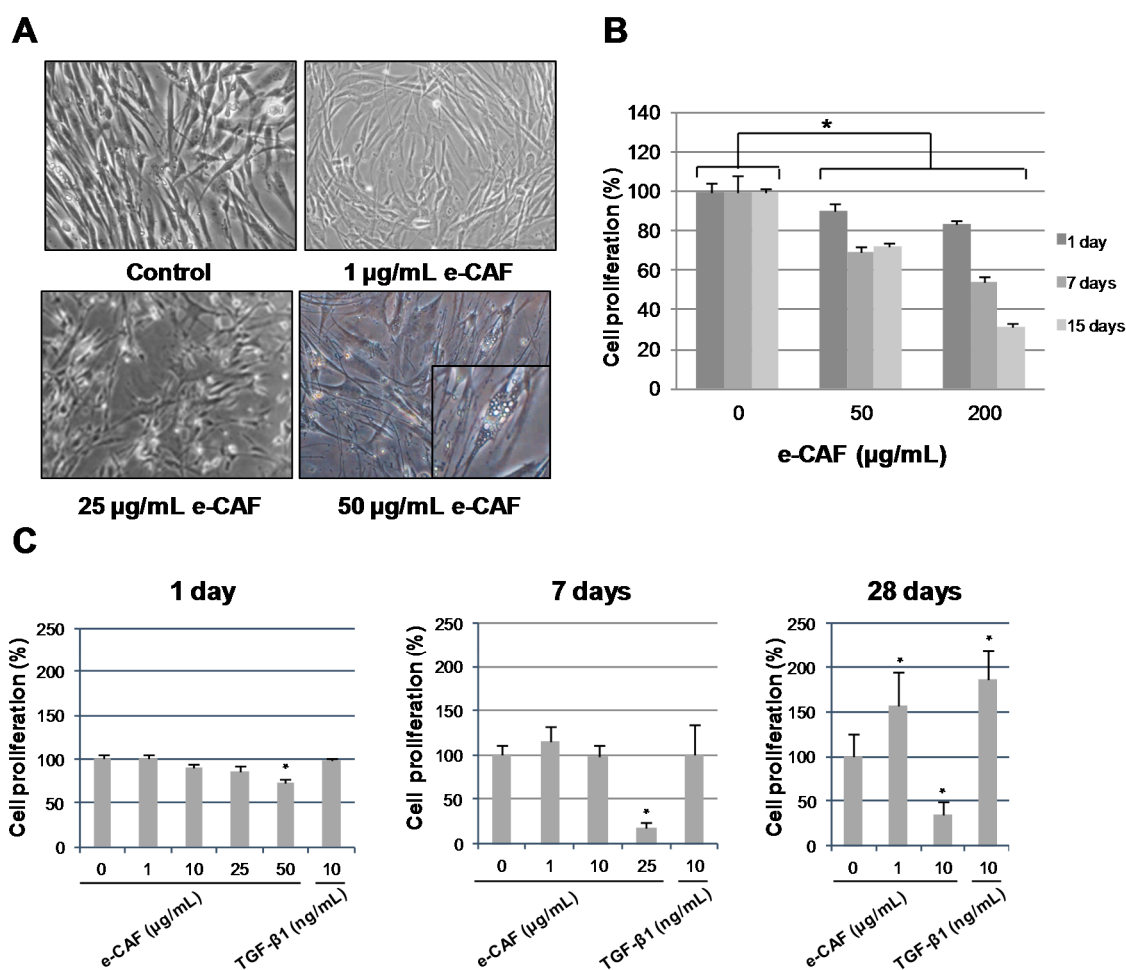 A
Control
1 µg/mL e-CAF
25 µg/mL e-CAF
50 µg/mL e-CAF
B
Cell proliferation (%)
140
120
100
80
60
40
20
0
*
0 50 200
e-CAF (µg/mL)
1 day
7 days
15 days
C
1 day
Cell proliferation (%)
250
200
150
100
50
0
*
0 1 10 25 50 10
e-CAF (µg/mL)
TGF-β1 (ng/mL)
7 days
Cell proliferation (%)
250
200
150
100
50
0
*
0 1 10 25 10
e-CAF (µg/mL)
TGF-β1 (ng/mL)
28 days
Cell proliferation (%)
250
200
150
100
50
0
* * *
0 1 10 10
e-CAF (µg/mL)
TGF-β1 (ng/mL)